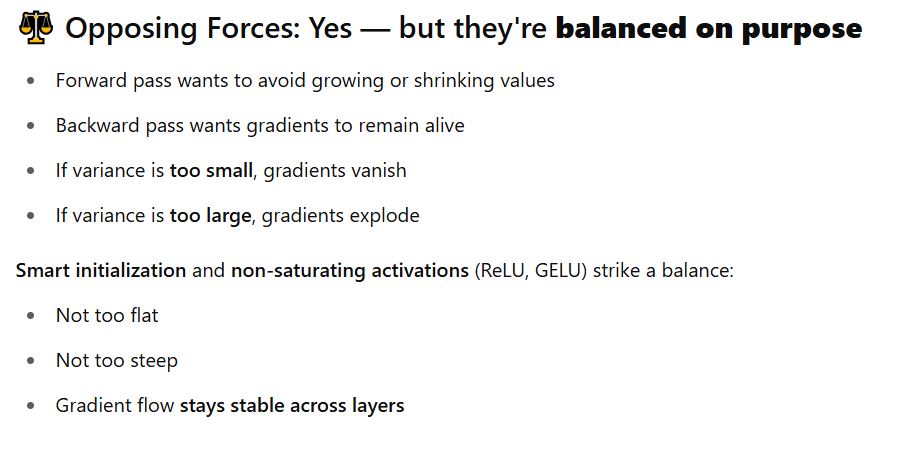 Opposing Forces: Yes — but they're balanced on purpose
Forward pass wants to avoid growing or shrinking values
Backward pass wants gradients to remain alive
If variance is too small, gradients vanish
If variance is too large, gradients explode
Smart initialization and non-saturating activations (ReLU, GELU) strike a balance:
Not too flat
Not too steep
Gradient flow stays stable across layers